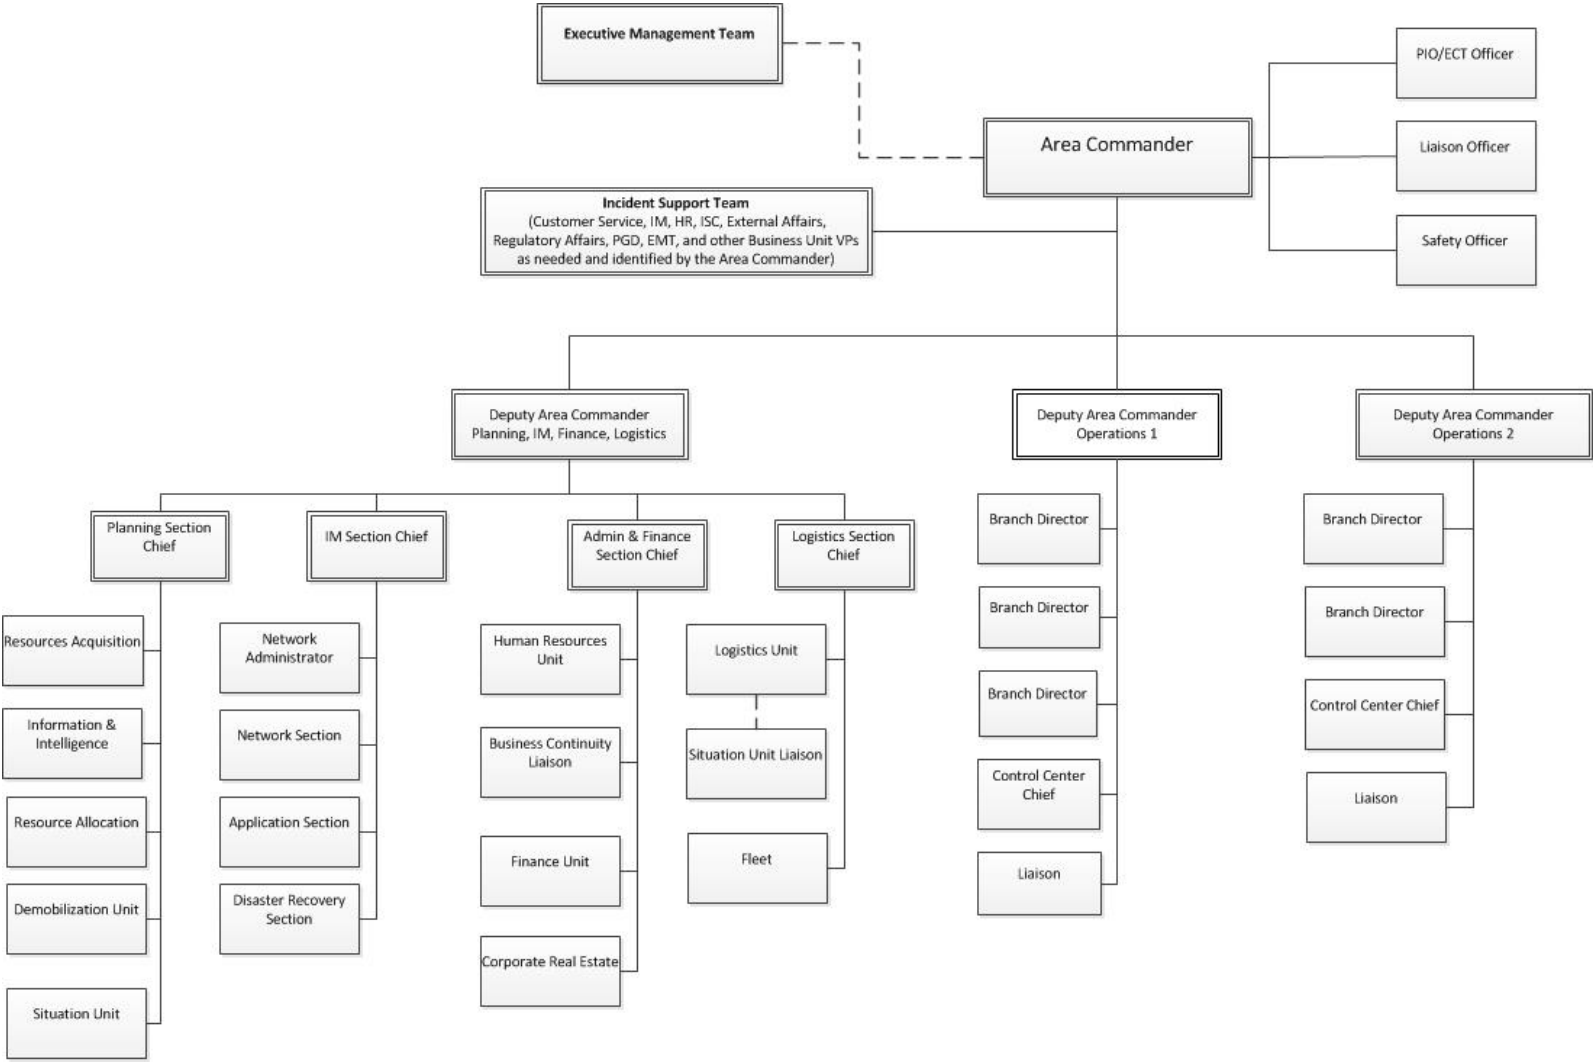 Executive Management Team
PIO/ECT Officer
Area Commander
Liaison Officer
Safety Officer
Incident Support Team
(Customer Service, IM, HR, ISC, External Affairs,
Regulatory Affairs, PGD, EMT, and other Business Unit VPs
as needed and identified by the Area Commander)
Deputy Area Commander
Planning, IM, Finance, Logistics
Deputy Area Commander
Operations 1
Deputy Area Commander
Operations 2
Planning Section
Chief
IM Section Chief
Admin & Finance
Section Chief
Logistics Section
Chief
Resources Acquisition
Information &
Intelligence
Resource Allocation
Demobilization Unit
Situation Unit
Network
Administrator
Network Section
Application Section
Disaster Recovery
Section
Human Resources
Unit
Business Continuity
Liaison
Finance Unit
Corporate Real Estate
Logistics Unit
Situation Unit Liaison
Fleet
Branch Director
Branch Director
Branch Director
Control Center
Chief
Liaison
Branch Director
Branch Director
Control Center Chief
Liaison